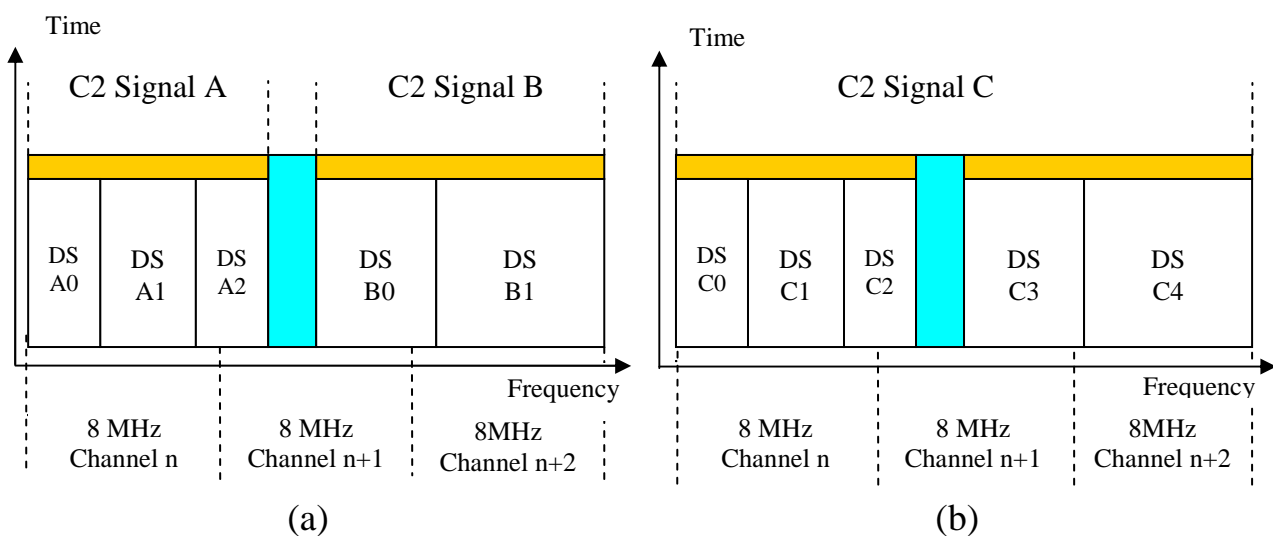 Time
C2 Signal A
C2 Signal B
DS
A0
DS
A1
DS
A2
DS
B0
DS
B1
Frequency
8 MHz
Channel n
8 MHz
Channel n+1
8MHz
Channel n+2
(a)
Time
C2 Signal C
DS
C0
DS
C1
DS
C2
DS
C3
DS
C4
Frequency
8 MHz
Channel n
8 MHz
Channel n+1
8MHz
Channel n+2
(b)